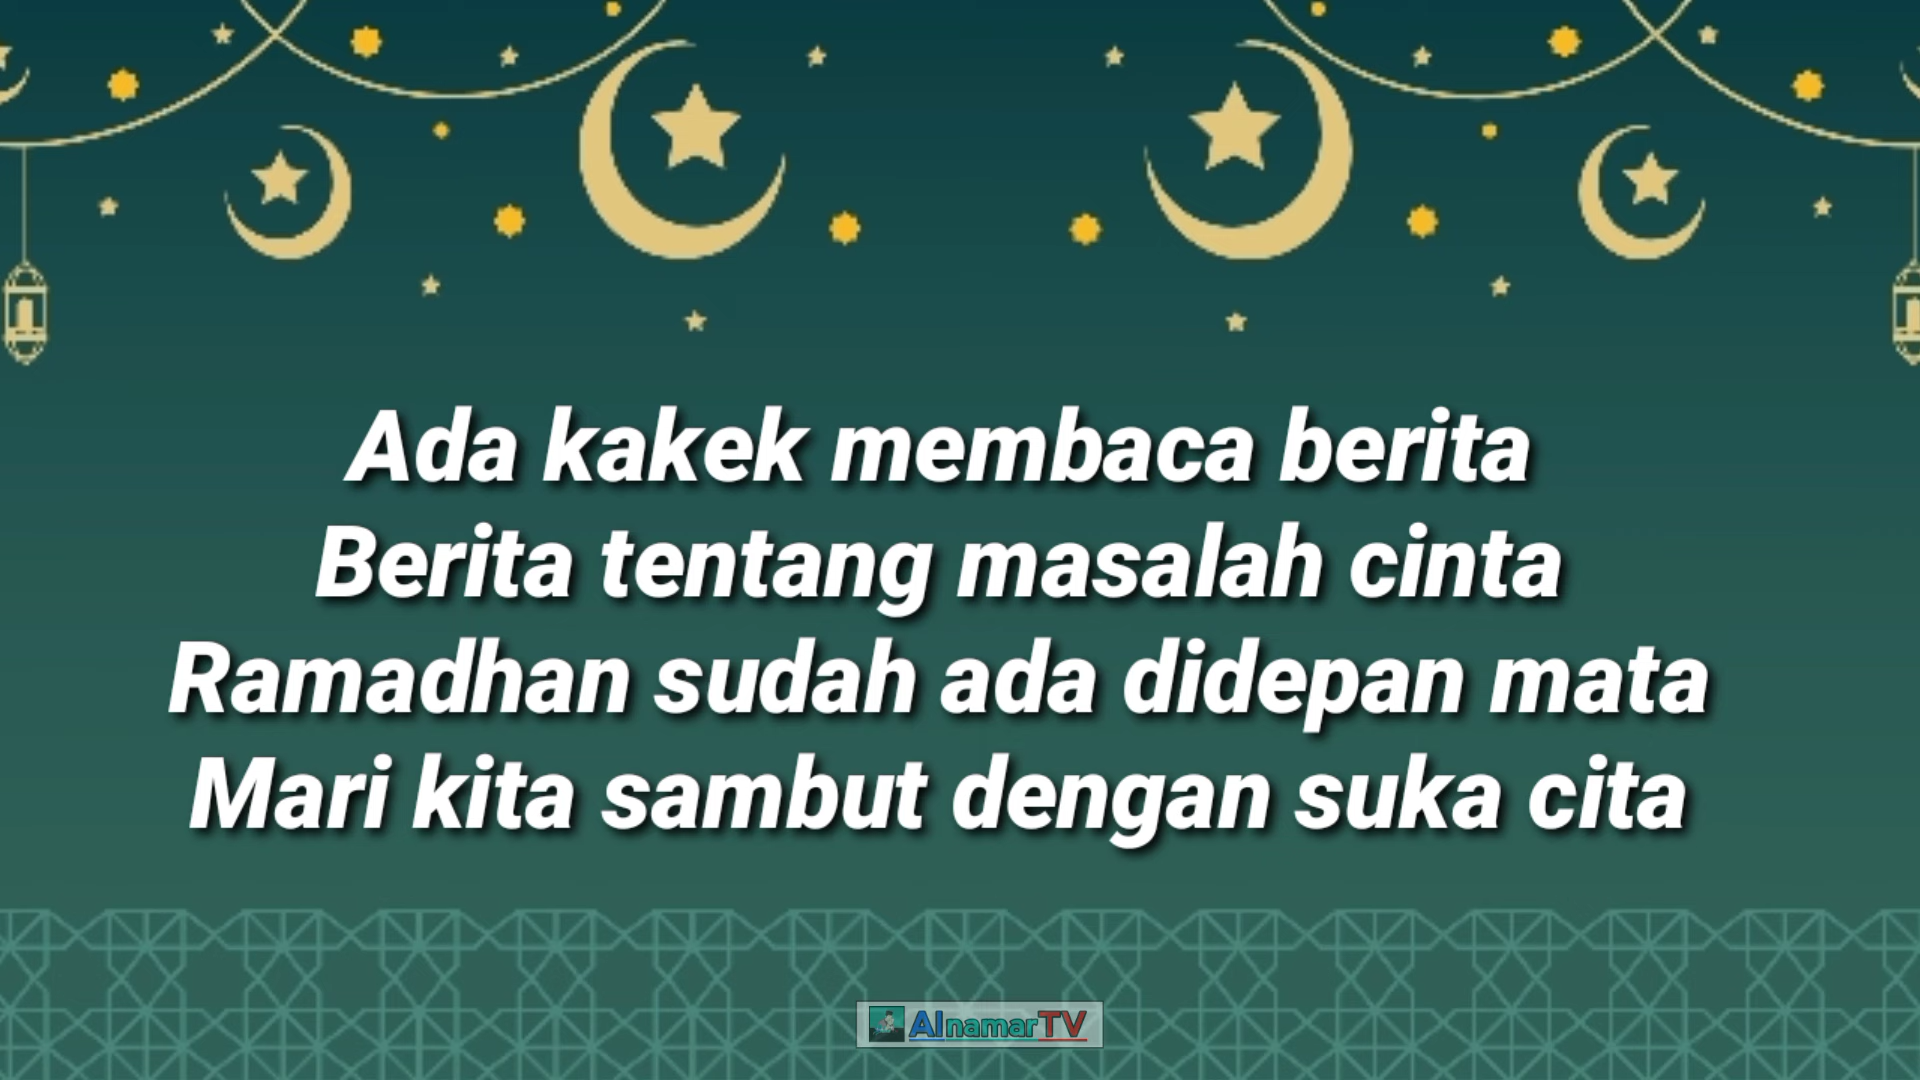 Ada kakek membaca berita
Berita tentang masalah cinta
Ramadhan sudah ada didepan mata
Mari kita sambut dengan suka cita
AlnamarTV